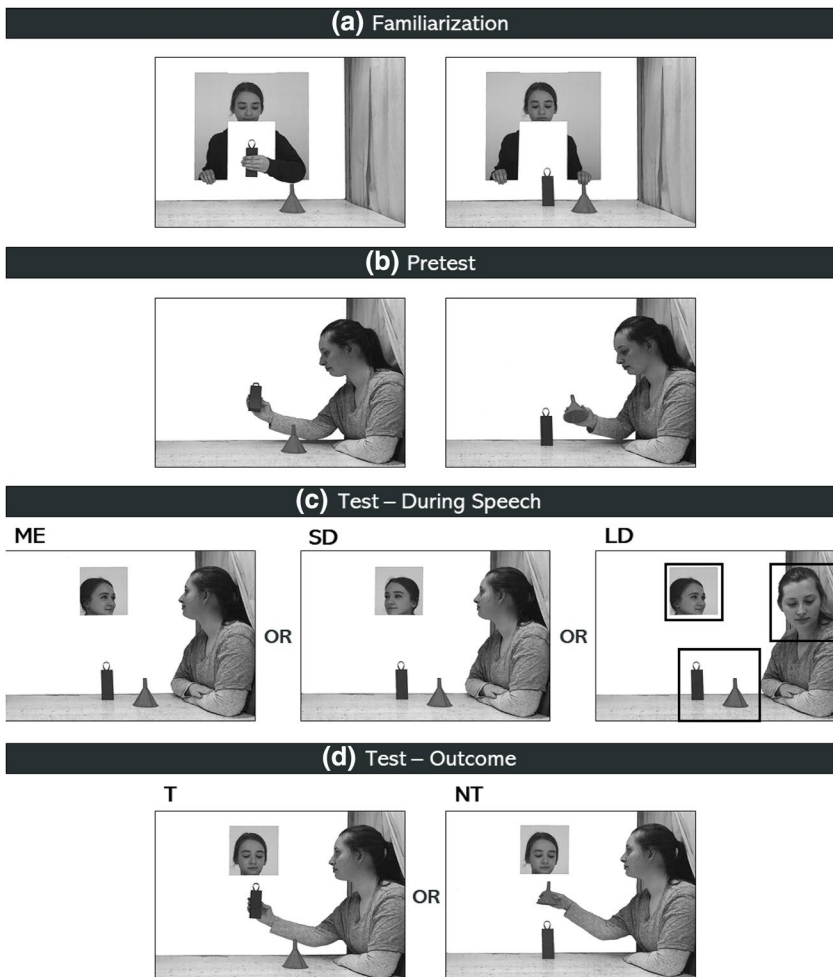 (a) Familiarization
(b) Pretest
(c) Test – During Speech
ME SD LD
OR OR
(d) Test – Outcome
T NT
OR